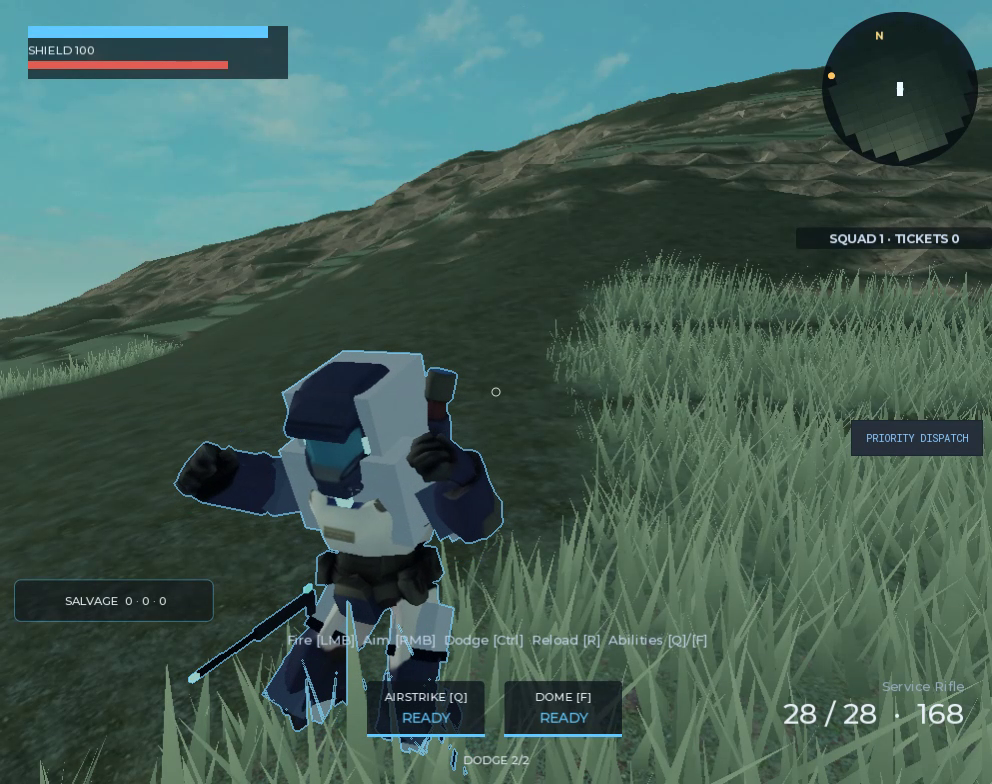 SHIELD 100
N
SQUAD 1 · TICKETS 0
PRIORITY DISPATCH
SALVAGE 0 · 0 · 0
Fire [LMB] Aim [RMB] Dodge [Ctrl] Reload [R] Abilities [Q]/[F]
AIRSTRIKE [Q]
READY
DOME [F]
READY
DODGE 2/2
Service Rifle
28 / 28 · 168